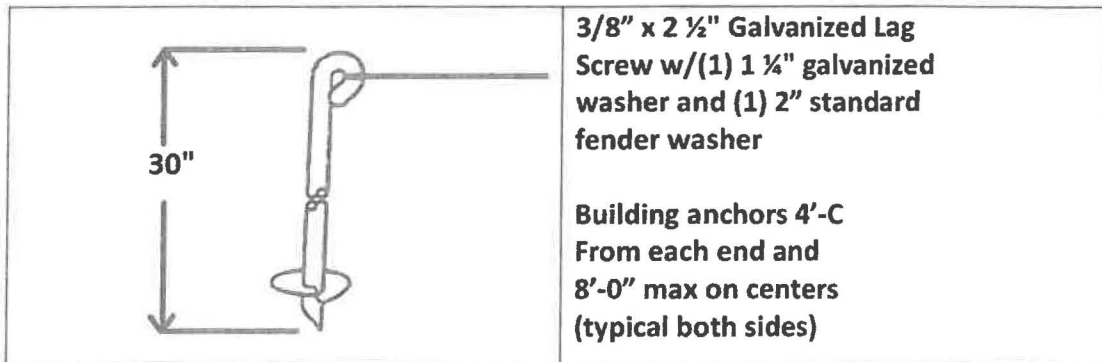 30"
3/8" x 2 ½" Galvanized Lag
Screw w/(1) 1 ¼" galvanized
washer and (1) 2" standard
fender washer
Building anchors 4'-C
From each end and
8'-0" max on centers
(typical both sides)